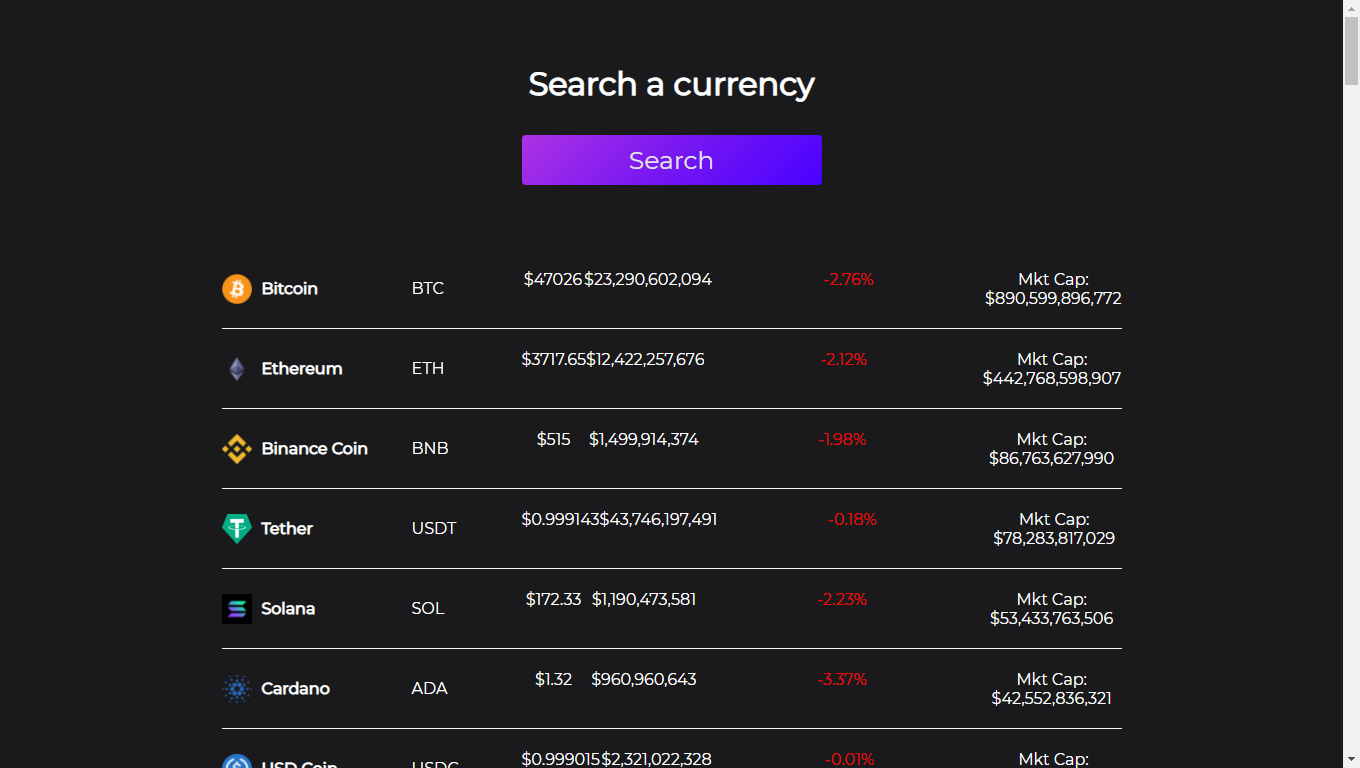 Search a currency
Search
Bitcoin BTC $47026 $23,290,602,094 -2.76% Mkt Cap:
$890,599,896,772
Ethereum ETH $3717.65 $12,422,257,676 -2.12% Mkt Cap:
$442,768,598,907
Binance Coin BNB $515 $1,499,914,374 -1.98% Mkt Cap:
$86,763,627,990
Tether USDT $0.999143 $43,746,197,491 -0.18% Mkt Cap:
$78,283,817,029
Solana SOL $172.33 $1,190,473,581 -2.23% Mkt Cap:
$53,433,763,506
Cardano ADA $1.32 $960,960,643 -3.37% Mkt Cap:
$42,552,836,321
USD Coin USDC $0.999015 $2,321,022,328 -0.01% Mkt Cap: